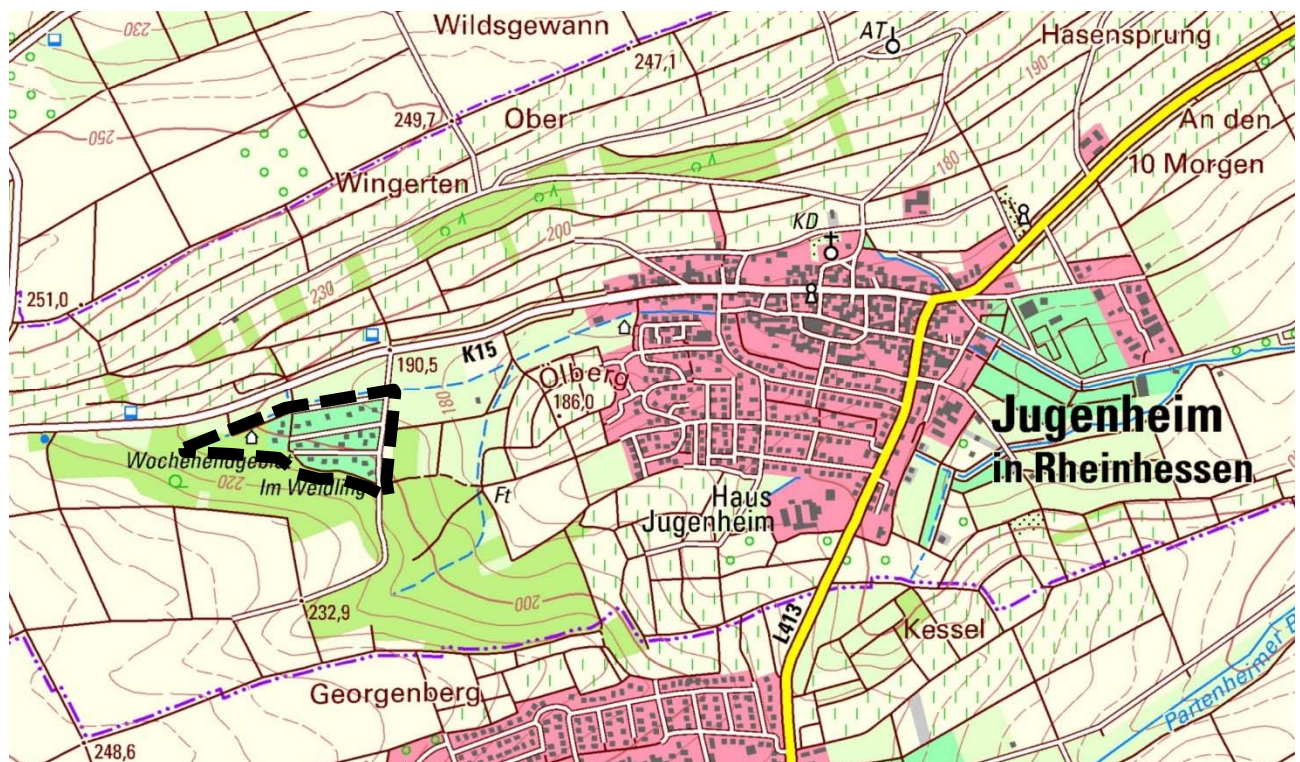 230
Wildsgewann
AT
Hasensprung
247,1
190
250
249,7
Ober
An den
180
10 Morgen
Wingerten
KD
200
251,0
230
190,5
K15
Ölberg
180
186,0
Jugenheim
in Rheinhessen
Wochenendgebie
220
Im Weidling
Ft
Haus
Jugenheim
200
232,9
L413
Kessel
Georgenberg
Partenheimer B
248,6